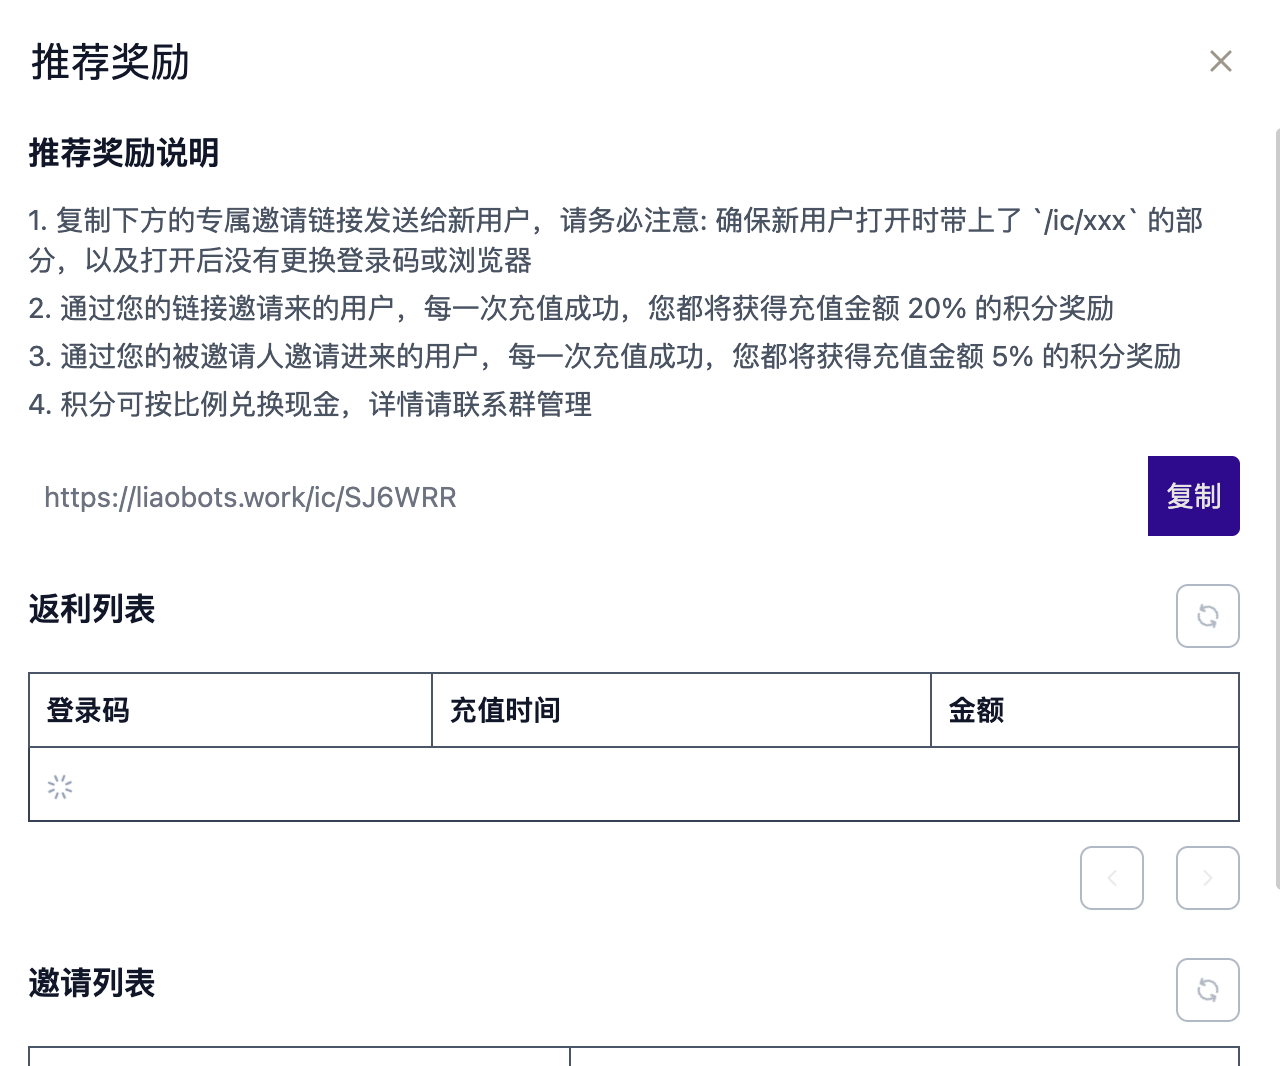 推荐奖励
推荐奖励说明
1. 复制下方的专属邀请链接发送给新用户，请务必注意: 确保新用户打开时带上了 `/ic/xxx` 的部
分，以及打开后没有更换登录码或浏览器
2. 通过您的链接邀请来的用户，每一次充值成功，您都将获得充值金额 20% 的积分奖励
3. 通过您的被邀请人邀请进来的用户，每一次充值成功，您都将获得充值金额 5% 的积分奖励
4. 积分可按比例兑换现金，详情请联系群管理
https://liaobots.work/ic/SJ6WRR
复制
返利列表
登录码
充值时间
金额
邀请列表